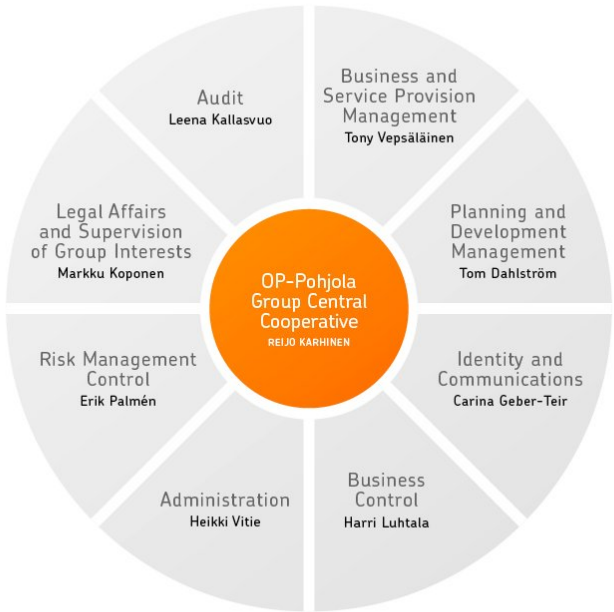 Audit
Leena Kallasvuo
Business and
Service Provision
Management
Tony Vepsäläinen
Planning and
Development
Management
Tom Dahlström
Identity and
Communications
Carina Geber-Teir
Business
Control
Harri Luhtala
Administration
Heikki Vitie
Risk Management
Control
Erik Palmén
Legal Affairs
and Supervision
of Group Interests
Markku Koponen
OP-Pohjola
Group Central
Cooperative
REIJO KARHINEN